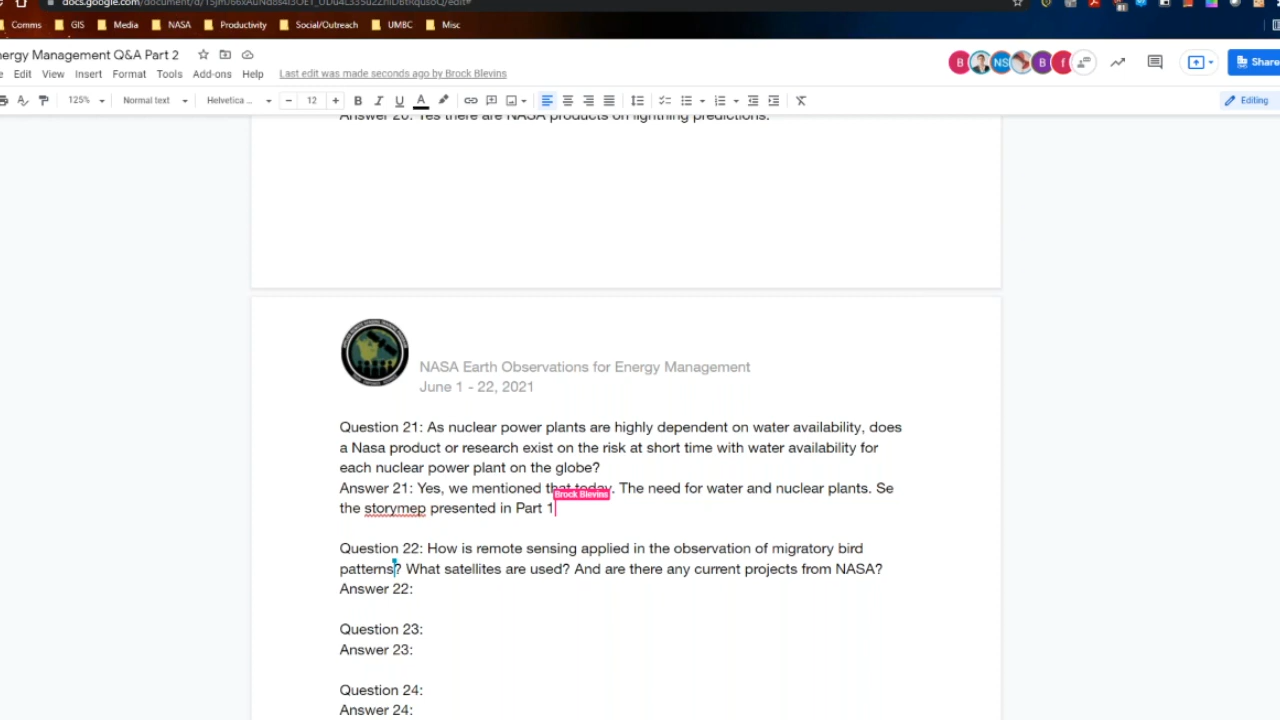 Comms GIS Media NASA Productivity Social/Outreach UMBC Misc
nergy Management Q&A Part 2
Edit View Insert Format Tools Add-ons Help Last edit was made seconds ago by Brock Blevins
B NS B f Share
125% Normal text Helvetica ... − 12 + B I U A Editing
Answer 20: Yes there are NASA products on lightning predictions.
NASA Earth Observations for Energy Management
June 1 - 22, 2021
Question 21: As nuclear power plants are highly dependent on water availability, does
a Nasa product or research exist on the risk at short time with water availability for
each nuclear power plant on the globe?
Answer 21: Yes, we mentioned that today. The need for water and nuclear plants. Se
Brock Blevins
the storymep presented in Part 1
Question 22: How is remote sensing applied in the observation of migratory bird
patterns? What satellites are used? And are there any current projects from NASA?
Answer 22:
Question 23:
Answer 23:
Question 24:
Answer 24: